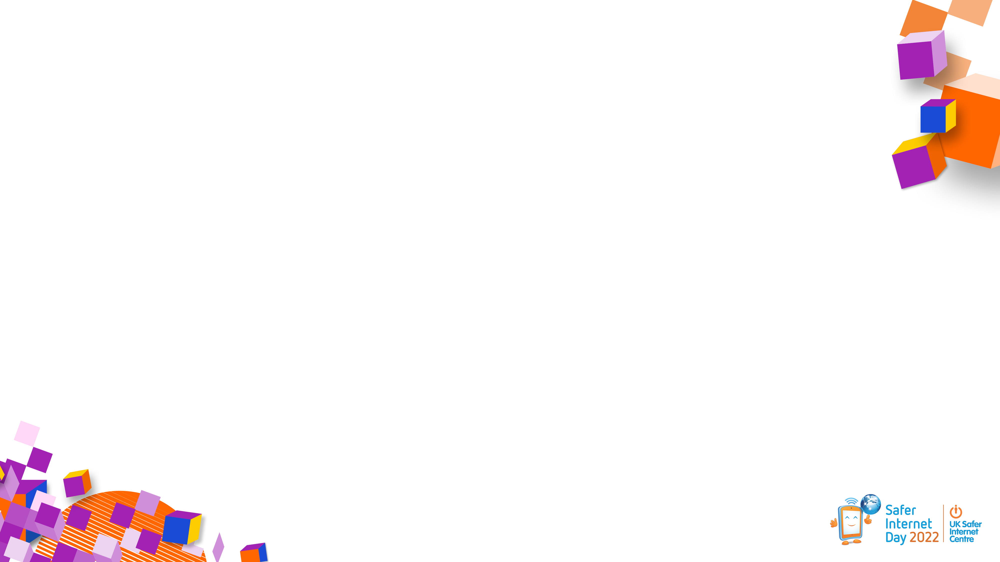 Safer
Internet
Day 2022
UK Safer
Internet
Centre